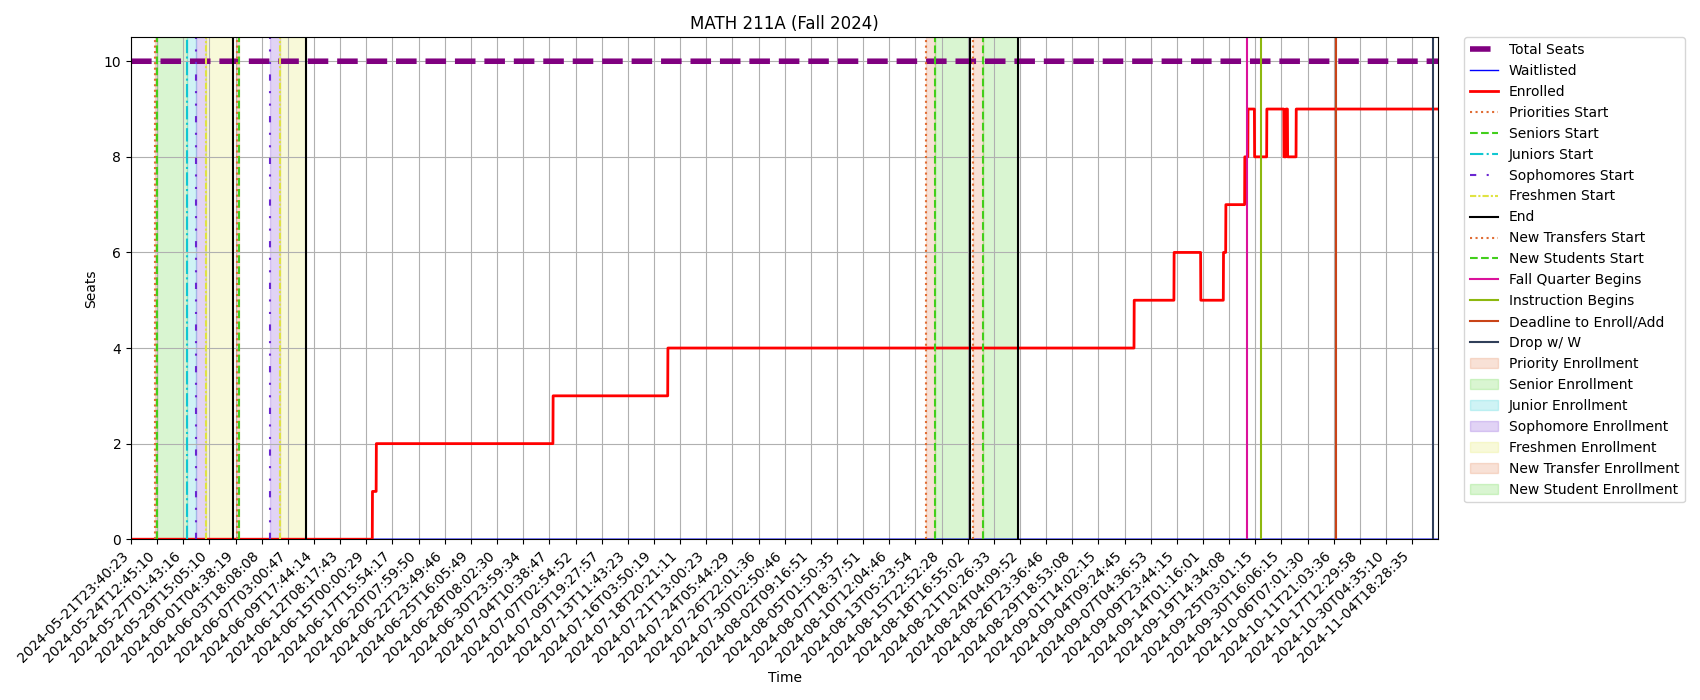 MATH 211A (Fall 2024)
Seats
10
8
6
4
2
0
2024-05-21T23:40:23
2024-05-24T12:45:10
2024-05-27T01:43:16
2024-05-29T15:05:10
2024-06-01T04:38:19
2024-06-03T18:08:09
2024-06-07T03:00:47
2024-06-09T17:44:14
2024-06-12T08:17:43
2024-06-15T00:00:29
2024-06-17T15:54:17
2024-06-20T07:59:50
2024-06-22T23:49:46
2024-06-25T16:05:49
2024-06-28T08:02:30
2024-06-30T23:59:34
2024-07-04T10:38:47
2024-07-07T02:54:52
2024-07-09T19:27:57
2024-07-13T11:43:23
2024-07-16T03:50:19
2024-07-18T20:21:11
2024-07-21T13:00:23
2024-07-24T05:44:29
2024-07-26T22:01:36
2024-07-30T02:50:46
2024-08-02T09:16:51
2024-08-05T01:50:35
2024-08-07T18:37:51
2024-08-10T12:04:46
2024-08-13T05:23:54
2024-08-15T22:52:28
2024-08-18T16:55:02
2024-08-21T10:26:33
2024-08-24T04:09:52
2024-08-26T23:36:46
2024-08-29T18:53:08
2024-09-01T14:02:15
2024-09-04T09:24:45
2024-09-07T04:36:53
2024-09-09T23:44:15
2024-09-14T01:16:01
2024-09-19T14:34:08
2024-09-25T03:01:15
2024-09-30T16:06:15
2024-10-06T07:01:30
2024-10-11T21:03:36
2024-10-17T12:29:58
2024-10-30T04:35:10
2024-11-04T18:28:35
Time
Total Seats
Waitlisted
Enrolled
Priorities Start
Seniors Start
Juniors Start
Sophomores Start
Freshmen Start
End
New Transfers Start
New Students Start
Fall Quarter Begins
Instruction Begins
Deadline to Enroll/Add
Drop w/ W
Priority Enrollment
Senior Enrollment
Junior Enrollment
Sophomore Enrollment
Freshmen Enrollment
New Transfer Enrollment
New Student Enrollment